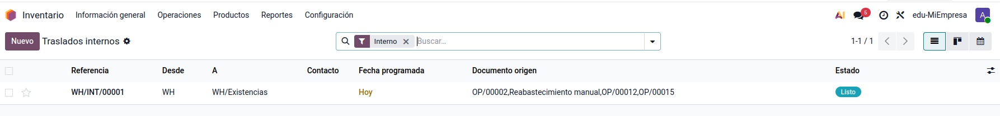 Inventario Información general Operaciones Productos Reportes Configuración AI 5 edu-MiEmpresa A
Nuevo Traslados internos Interno Buscar... 1-1 / 1
Referencia Desde A Contacto Fecha programada Documento origen Estado
WH/INT/00001 WH WH/Existencias Hoy OP/00002,Reabastecimiento manual,OP/00012,OP/00015 Listo